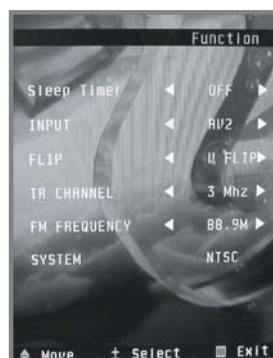 Function
Sleep Timer ◀ OFF ▶
INPUT ◀ AV2 ▶
FLIP ◀ V FLIP ▶
IR CHANNEL ◀ 3 Mhz ▶
FM FREQUENCY ◀ 88.9M ▶
SYSTEM NTSC
Move ± Select Exit